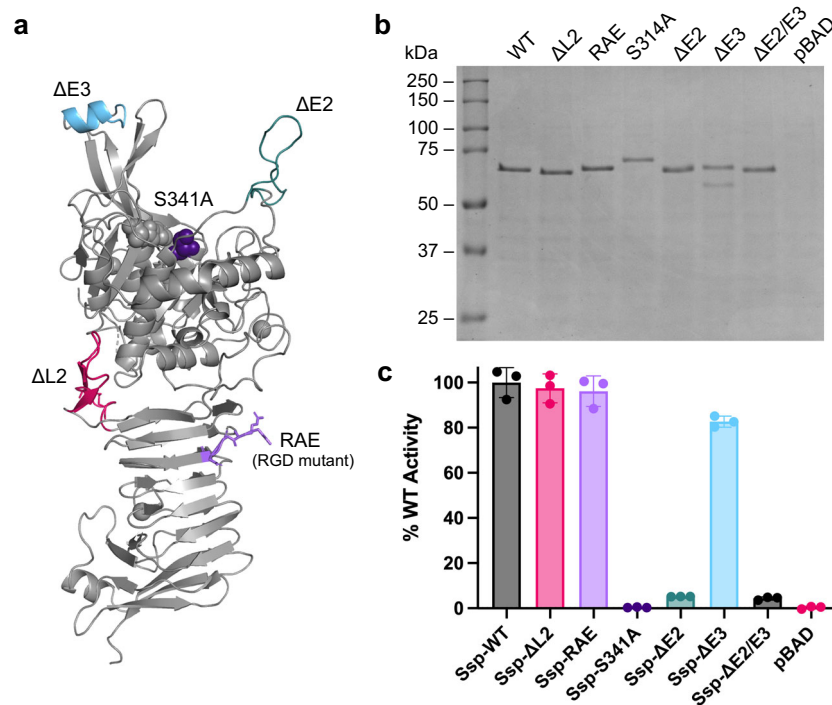 a
ΔE3
ΔE2
S341A
ΔL2
RAE
(RGD mutant)
b
kDa
WT
ΔL2
RAE
S314A
ΔE2
ΔE3
ΔE2/E3
pBAD
250
150
100
75
50
37
25
c
% WT Activity
100
80
60
40
20
0
Ssp-WT
Ssp-ΔL2
Ssp-RAE
Ssp-S341A
Ssp-ΔE2
Ssp-ΔE3
Ssp-ΔE2/E3
pBAD